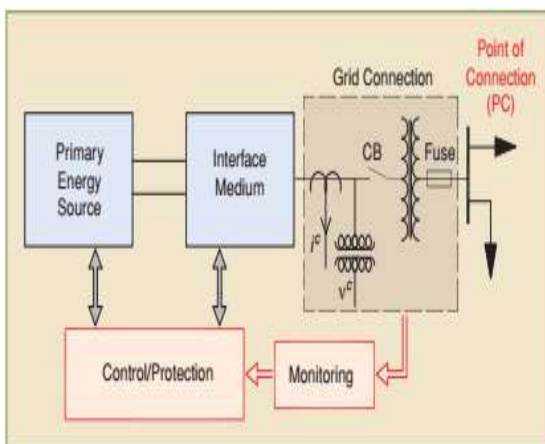 Point of
Connection
(PC)
Grid Connection
Primary
Energy
Source
Interface
Medium
CB
Fuse
i^c
v^c
Control/Protection
Monitoring